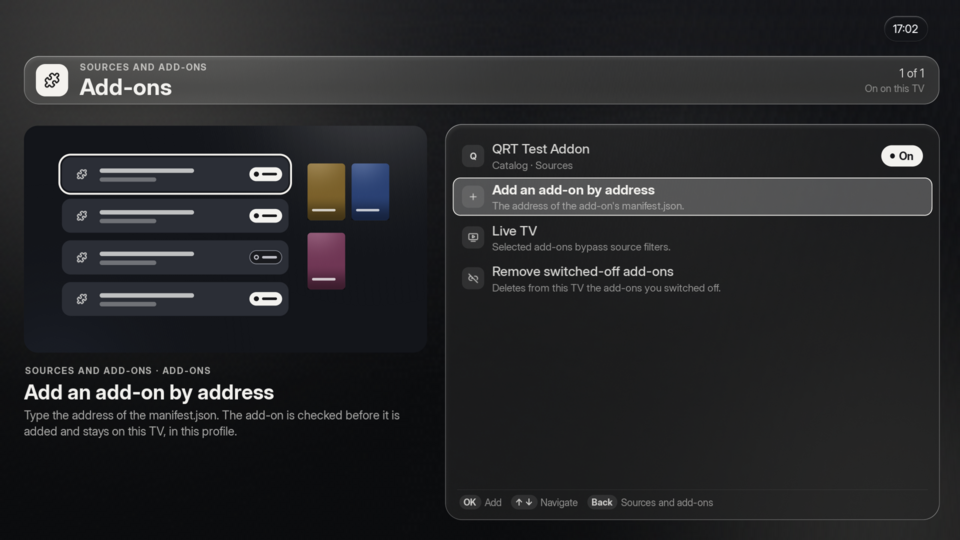 17:02
SOURCES AND ADD-ONS
Add-ons
1 of 1
On on this TV
Q
QRT Test Addon
Catalog · Sources
On
Add an add-on by address
The address of the add-on's manifest.json.
Live TV
Selected add-ons bypass source filters.
Remove switched-off add-ons
Deletes from this TV the add-ons you switched off.
SOURCES AND ADD-ONS · ADD-ONS
Add an add-on by address
Type the address of the manifest.json. The add-on is checked before it is
added and stays on this TV, in this profile.
OK Add ↑↓ Navigate Back Sources and add-ons